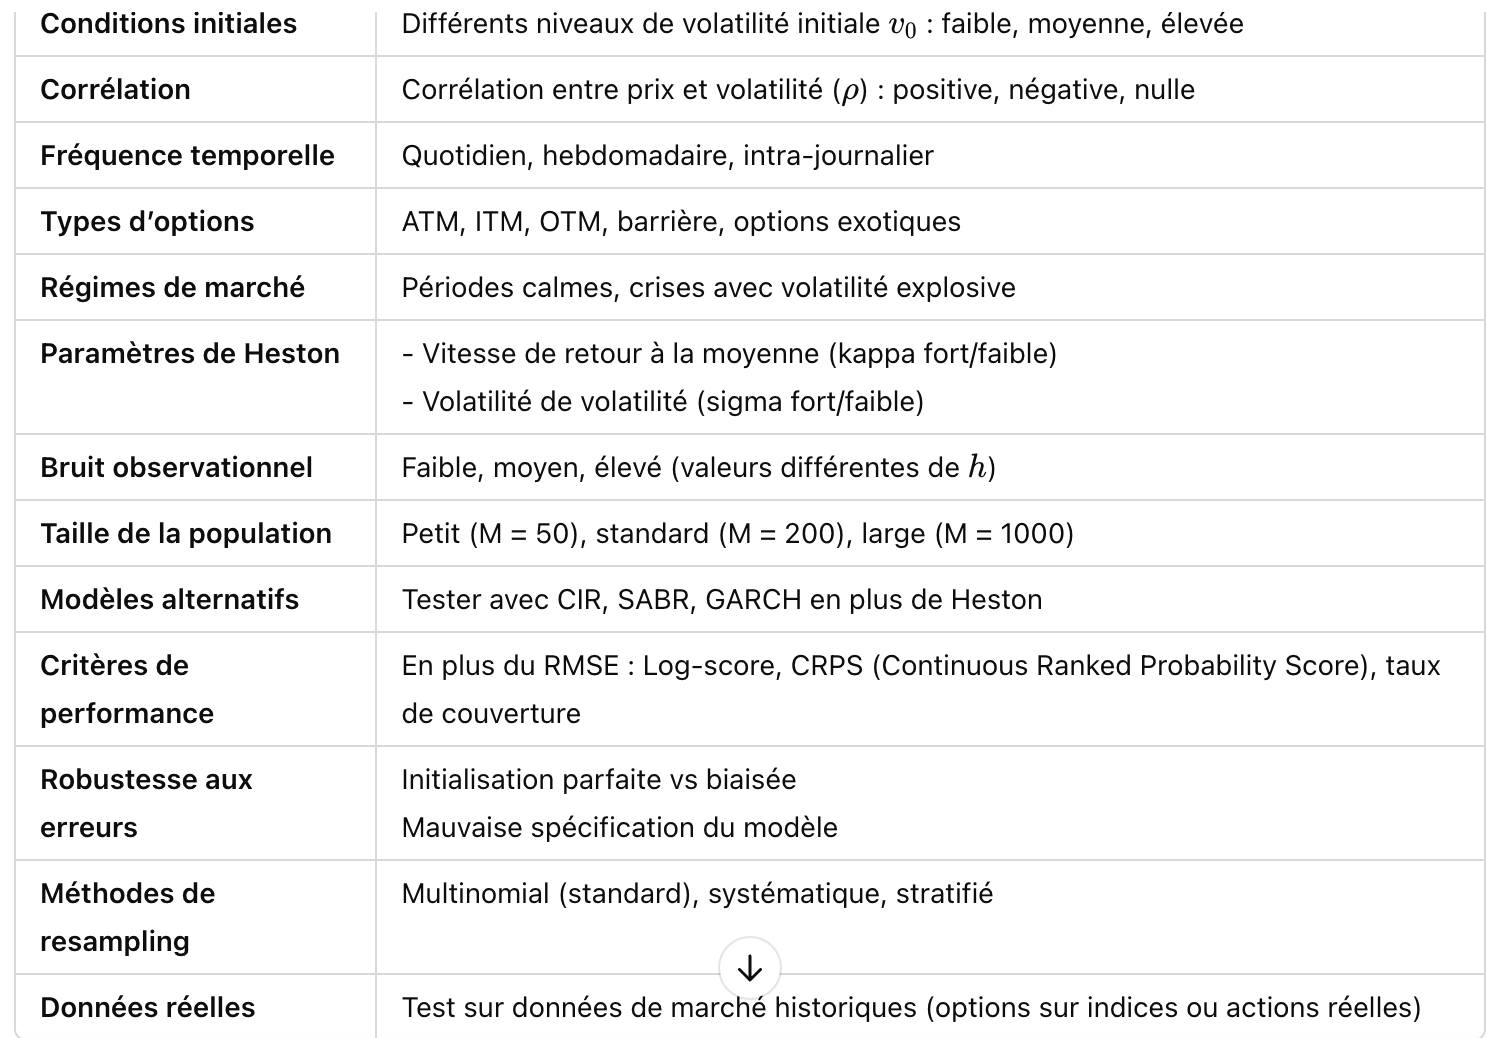 Conditions initiales
Différents niveaux de volatilité initiale v₀ : faible, moyenne, élevée
Corrélation
Corrélation entre prix et volatilité (ρ) : positive, négative, nulle
Fréquence temporelle
Quotidien, hebdomadaire, intra-journalier
Types d’options
ATM, ITM, OTM, barrière, options exotiques
Régimes de marché
Périodes calmes, crises avec volatilité explosive
Paramètres de Heston
- Vitesse de retour à la moyenne (kappa fort/faible)
- Volatilité de volatilité (sigma fort/faible)
Bruit observationnel
Faible, moyen, élevé (valeurs différentes de h)
Taille de la population
Petit (M = 50), standard (M = 200), large (M = 1000)
Modèles alternatifs
Tester avec CIR, SABR, GARCH en plus de Heston
Critères de
performance
En plus du RMSE : Log-score, CRPS (Continuous Ranked Probability Score), taux
de couverture
Robustesse aux
erreurs
Initialisation parfaite vs biaisée
Mauvaise spécification du modèle
Méthodes de
resampling
Multinomial (standard), systématique, stratifié
Données réelles
Test sur données de marché historiques (options sur indices ou actions réelles)